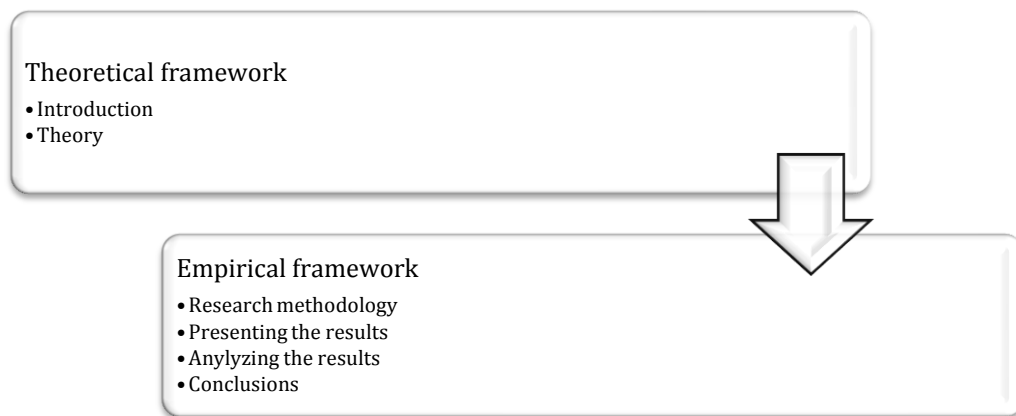 Theoretical framework
• Introduction
• Theory
Empirical framework
• Research methodology
• Presenting the results
• Anylyzing the results
• Conclusions